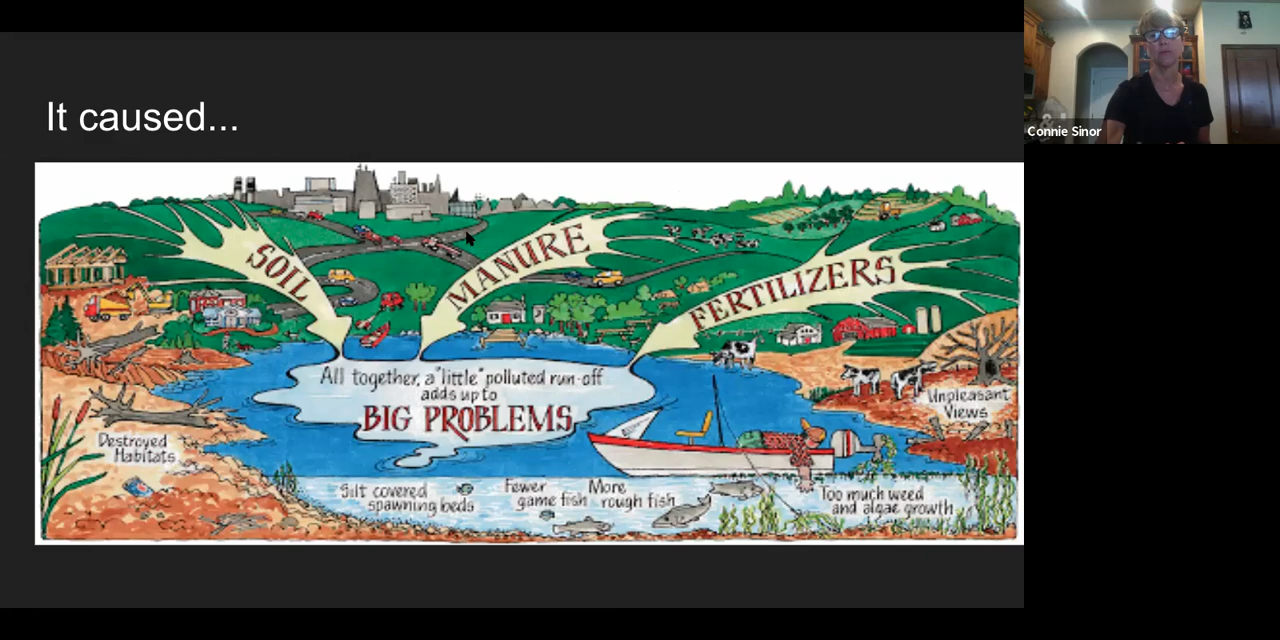 It caused...
Connie Sinor
SOIL
MANURE
FERTILIZERS
All together, a "little" polluted run-off
adds up to
BIG PROBLEMS
Unpleasant
Views
Destroyed
Habitats
Silt covered
spawning beds
Fewer
game fish
More
rough fish
Too much weed
and algae growth